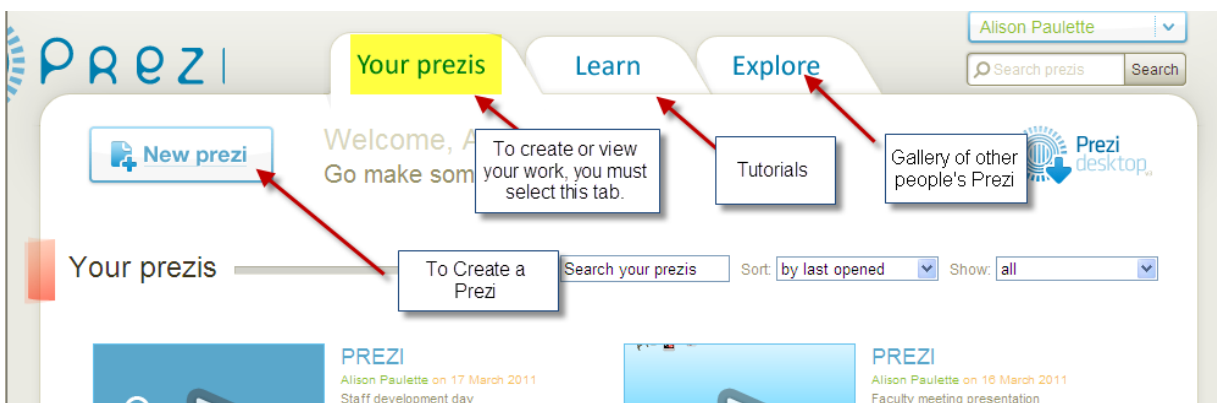 Alison Paulette
PRezi
Your prezis
Learn
Explore
Search prezis
Search
New prezi
Welcome, A
Go make som
To create or view
your work, you must
select this tab.
Tutorials
Gallery of other
people's Prezi
Prezi
desktop
Your prezis
To Create a
Prezi
Search your prezis
Sort: by last opened
Show: all
PREZI
Alison Paulette on 17 March 2011
Staff development day
PREZI
Alison Paulette on 16 March 2011
Faculty meeting presentation